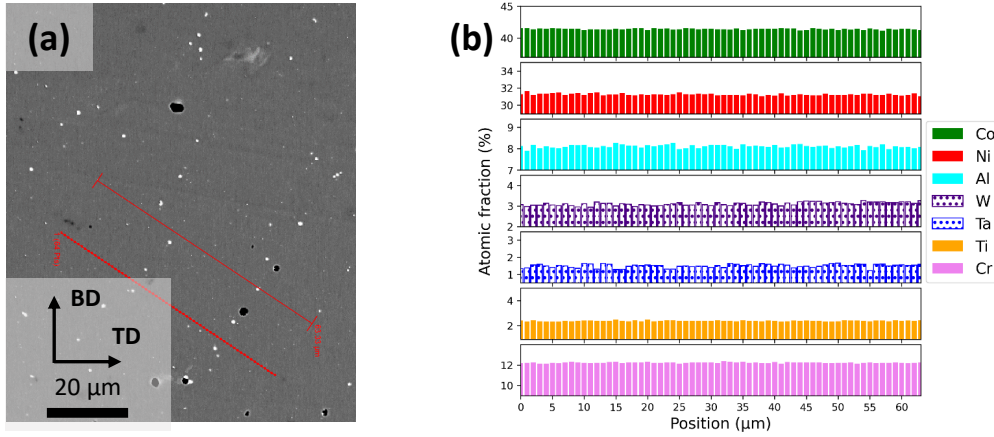 (a)
BD
TD
20 µm
(b)
Atomic fraction (%)
45
40
34
32
30
9
8
7
4
3
2
3
2
1
4
2
12
10
0 5 10 15 20 25 30 35 40 45 50 55 60
Position (µm)
Co
Ni
Al
W
Ta
Ti
Cr